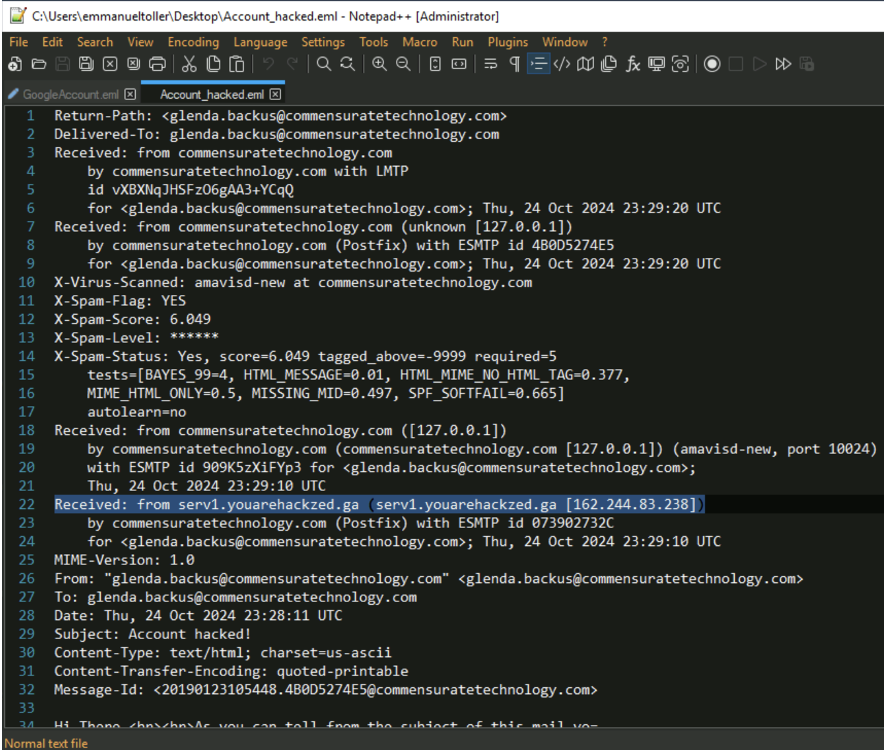 C:\Users\emmanueltoller\Desktop\Account_hacked.eml - Notepad++ [Administrator]
File Edit Search View Encoding Language Settings Tools Macro Run Plugins Window ?
GoogleAccount.eml Account_hacked.eml
1 Return-Path: <glenda.backus@commensuratetechnology.com>
2 Delivered-To: glenda.backus@commensuratetechnology.com
3 Received: from commensuratetechnology.com
4 by commensuratetechnology.com with LMTP
5 id vXBXNqJHSFzO6gAA3+YCqQ
6 for <glenda.backus@commensuratetechnology.com>; Thu, 24 Oct 2024 23:29:20 UTC
7 Received: from commensuratetechnology.com (unknown [127.0.0.1])
8 by commensuratetechnology.com (Postfix) with ESMTP id 4B0D5274E5
9 for <glenda.backus@commensuratetechnology.com>; Thu, 24 Oct 2024 23:29:20 UTC
10 X-Virus-Scanned: amavisd-new at commensuratetechnology.com
11 X-Spam-Flag: YES
12 X-Spam-Score: 6.049
13 X-Spam-Level: ******
14 X-Spam-Status: Yes, score=6.049 tagged_above=-9999 required=5
15 tests=[BAYES_99=4, HTML_MESSAGE=0.01, HTML_MIME_NO_HTML_TAG=0.377,
16 MIME_HTML_ONLY=0.5, MISSING_MID=0.497, SPF_SOFTFAIL=0.665]
17 autolearn=no
18 Received: from commensuratetechnology.com ([127.0.0.1])
19 by commensuratetechnology.com (commensuratetechnology.com [127.0.0.1]) (amavisd-new, port 10024)
20 with ESMTP id 909K5zXiFYp3 for <glenda.backus@commensuratetechnology.com>;
21 Thu, 24 Oct 2024 23:29:10 UTC
22 Received: from serv1.youarehackzed.ga (serv1.youarehackzed.ga [162.244.83.238])
23 by commensuratetechnology.com (Postfix) with ESMTP id 073902732C
24 for <glenda.backus@commensuratetechnology.com>; Thu, 24 Oct 2024 23:29:10 UTC
25 MIME-Version: 1.0
26 From: "glenda.backus@commensuratetechnology.com" <glenda.backus@commensuratetechnology.com>
27 To: glenda.backus@commensuratetechnology.com
28 Date: Thu, 24 Oct 2024 23:28:11 UTC
29 Subject: Account hacked!
30 Content-Type: text/html; charset=us-ascii
31 Content-Transfer-Encoding: quoted-printable
32 Message-Id: <20190123105448.4B0D5274E5@commensuratetechnology.com>
33
34 Hi There <br><br>As you can tell from the subject of this mail yo=
Normal text file